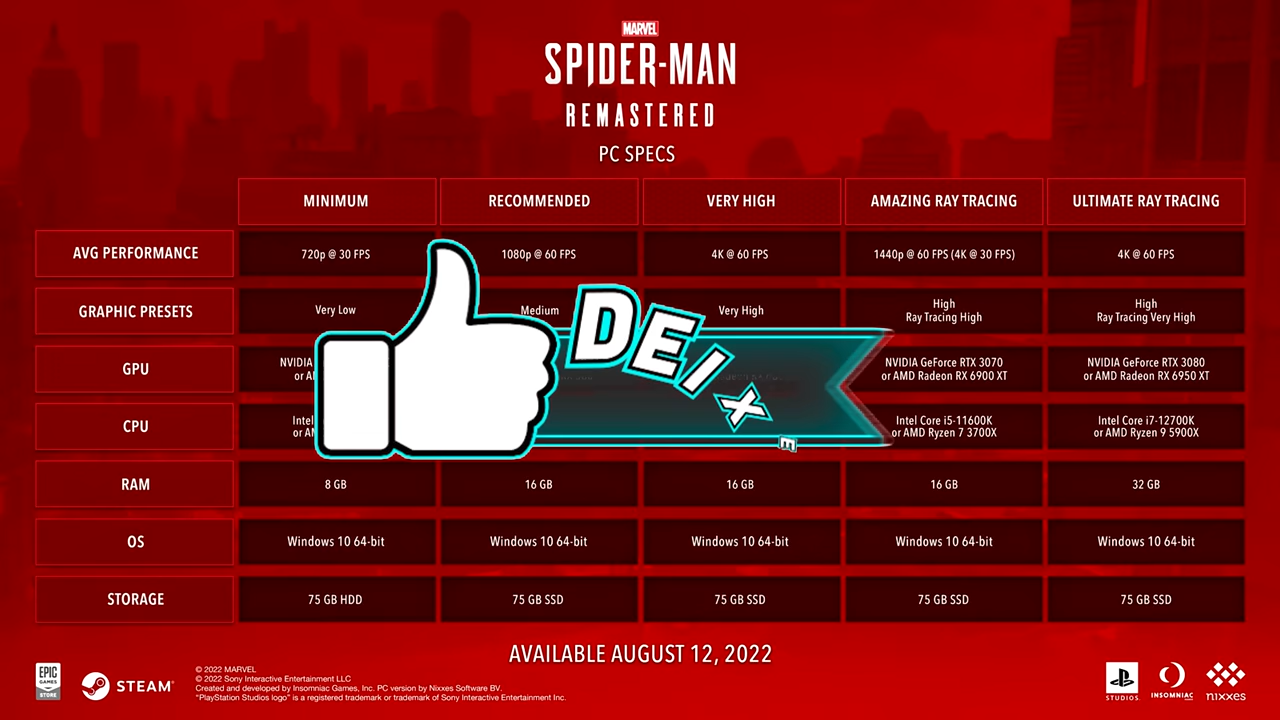 MARVEL
SPIDER-MAN
REMASTERED
PC SPECS
MINIMUM RECOMMENDED VERY HIGH AMAZING RAY TRACING ULTIMATE RAY TRACING
AVG PERFORMANCE 720p @ 30 FPS 1080p @ 60 FPS 4K @ 60 FPS 1440p @ 60 FPS (4K @ 30 FPS) 4K @ 60 FPS
GRAPHIC PRESETS Very Low Medium Very High High Ray Tracing High High Ray Tracing Very High
DEIX
GPU NVIDIA NVIDIA GeForce RTX 3070 NVIDIA GeForce RTX 3080
or AMD Radeon RX 6900 XT or AMD Radeon RX 6950 XT
CPU Intel Intel Core i5-11600K Intel Core i7-12700K
or AMD Ryzen 7 3700X or AMD Ryzen 9 5900X
RAM 8 GB 16 GB 16 GB 16 GB 32 GB
OS Windows 10 64-bit Windows 10 64-bit Windows 10 64-bit Windows 10 64-bit Windows 10 64-bit
STORAGE 75 GB HDD 75 GB SSD 75 GB SSD 75 GB SSD 75 GB SSD
AVAILABLE AUGUST 12, 2022
EPIC
GAMES
STORE
STEAM
© 2022 MARVEL
© 2022 Sony Interactive Entertainment LLC
Created and developed by Insomniac Games, Inc. PC version by Nixxes Software BV.
"PlayStation Studios logo" is a registered trademark or trademark of Sony Interactive Entertainment Inc.
STUDIOS
INSOMNIAC
nixxes